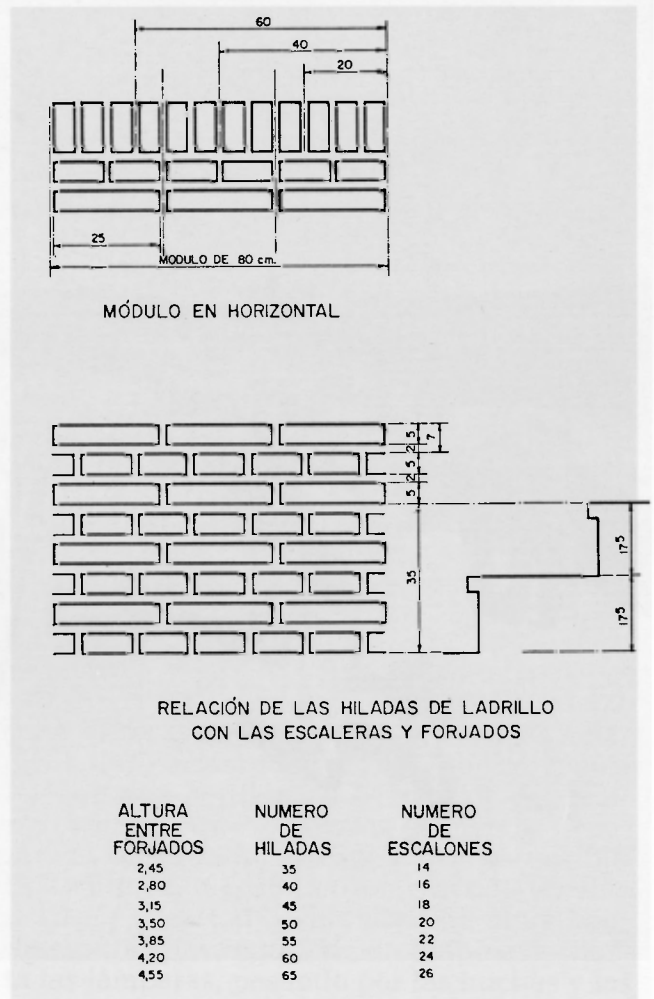 60
40
20
25
MODULO DE 80 cm.
MÓDULO EN HORIZONTAL
5
7
2
5
2
5
35
17⁵
17⁵
RELACIÓN DE LAS HILADAS DE LADRILLO
CON LAS ESCALERAS Y FORJADOS
ALTURA ENTRE FORJADOS NUMERO DE HILADAS NUMERO DE ESCALONES
2,45 35 14
2,80 40 16
3,15 45 18
3,50 50 20
3,85 55 22
4,20 60 24
4,55 65 26